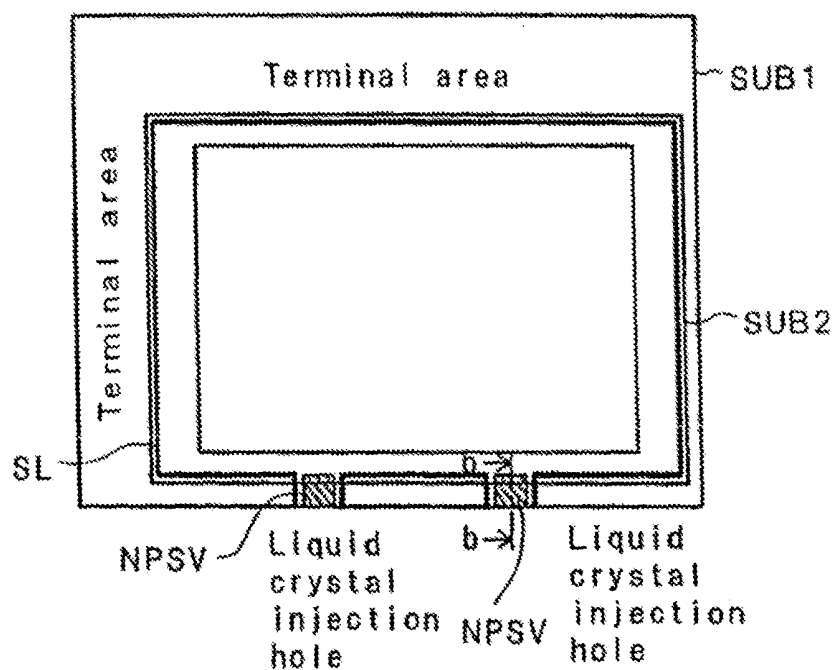 Terminal area
SUB1
Terminal area
SUB2
SL
b
NPSV
Liquid
crystal
injection
hole
b
NPSV
Liquid
crystal
injection
hole